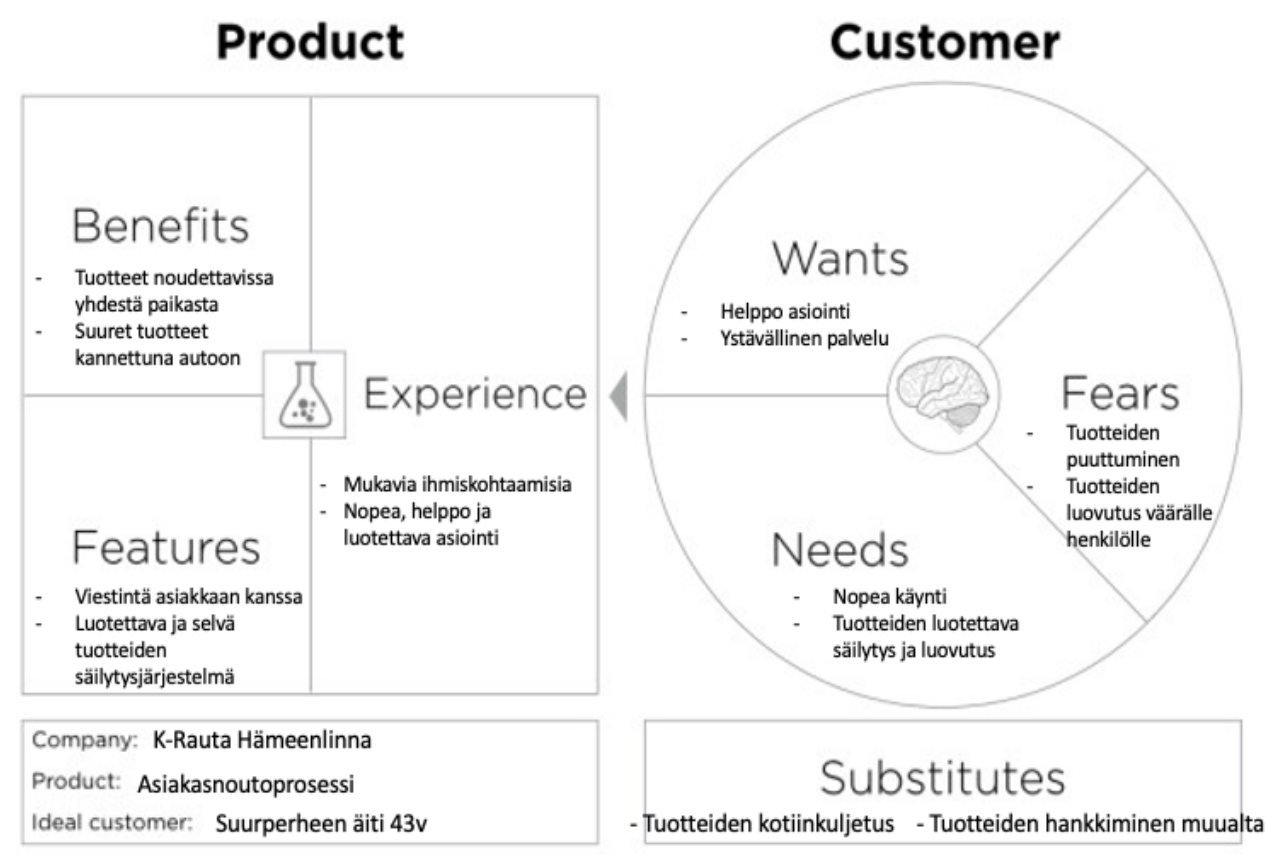 Product
Benefits
- Tuotteet noudettavissa
yhdestä paikasta
- Suuret tuotteet
kannettuna autoon
Experience
- Mukavia ihmiskohtaamisia
- Nopea, helppo ja
luotettava asiointi
Features
- Viestintä asiakkaan kanssa
- Luotettava ja selvä
tuotteiden
säilytysjärjestelmä
Company: K-Rauta Hämeenlinna
Product: Asiakasnoutoprosessi
Ideal customer: Suurperheen äiti 43v
Customer
Wants
- Helppo asiointi
- Ystävällinen palvelu
Fears
- Tuotteiden
puuttuminen
- Tuotteiden
luovutus väärälle
henkilölle
Needs
- Nopea käynti
- Tuotteiden luotettava
säilytys ja luovutus
Substitutes
- Tuotteiden kotiinkuljetus - Tuotteiden hankkiminen muualta